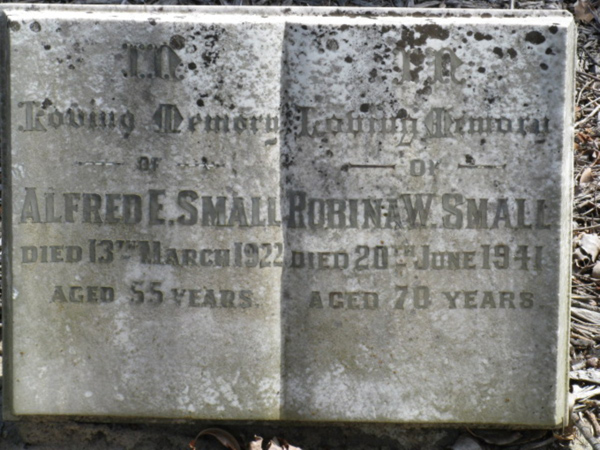 IN
Loving Memory
OF
ALFRED E. SMALL
DIED 13TH MARCH 1922
AGED 55 YEARS.
IN
Loving Memory
OF
ROBINA W. SMALL
DIED 20TH JUNE 1941
AGED 70 YEARS.